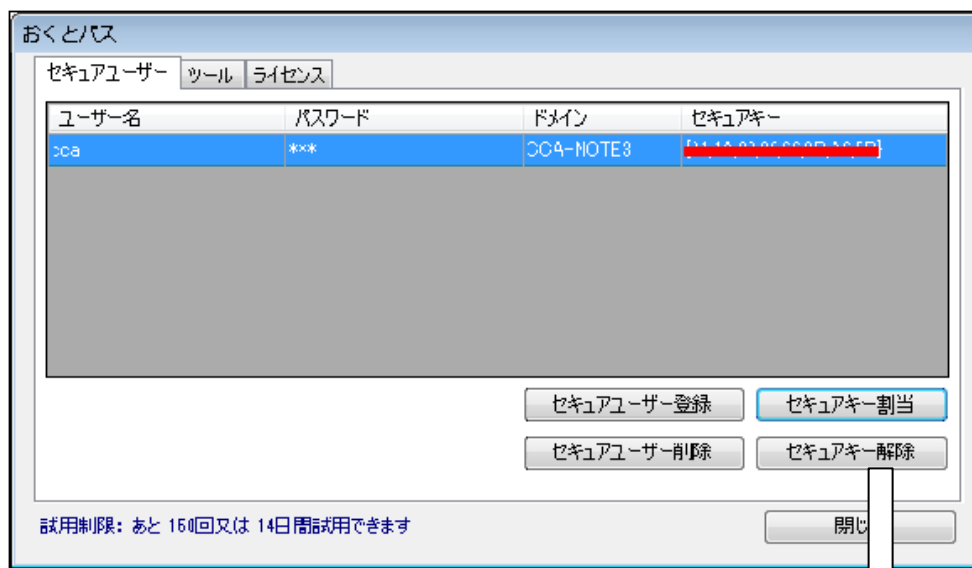 おくとパス
セキュアユーザー ツール ライセンス
ユーザー名 パスワード ドメイン セキュアキー
cca *** CCA-NOTE3
セキュアユーザー登録 セキュアキー割当
セキュアユーザー削除 セキュアキー解除
試用制限: あと 150回又は 14日間試用できます
閉じ